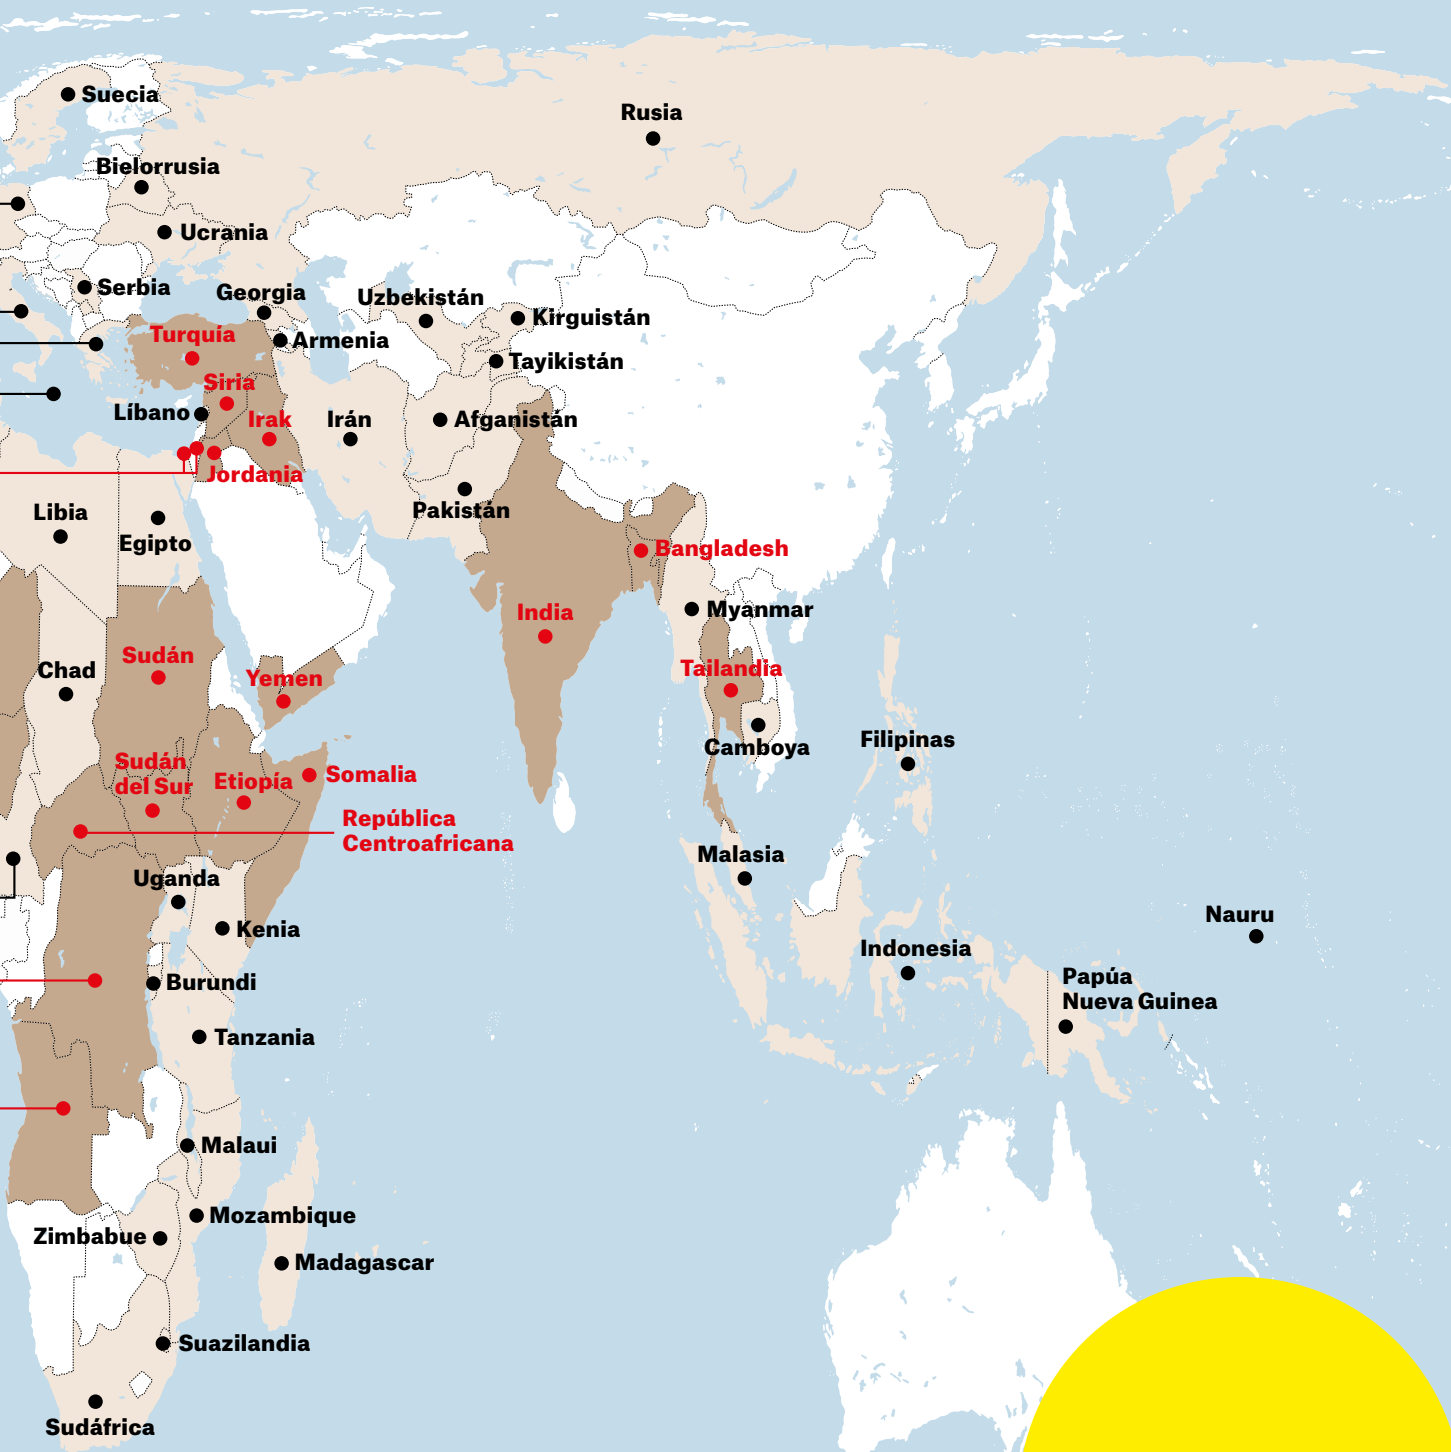 Suecia
Rusia
Bielorrusia
Ucrania
Serbia
Georgia
Uzbekistán
Kirguistán
Turquía
Armenia
Tayikistán
Siria
Líbano
Irak
Irán
Afganistán
Jordania
Pakistán
Libia
Egipto
Bangladesh
India
Myanmar
Sudán
Chad
Yemen
Tailandia
Camboya
Filipinas
Sudán
del Sur
Etiopía
Somalia
República
Centroafricana
Malasia
Uganda
Kenia
Nauru
Indonesia
Burundi
Papúa
Nueva Guinea
Tanzania
Malaui
Mozambique
Zimbabue
Madagascar
Suazilandia
Sudáfrica